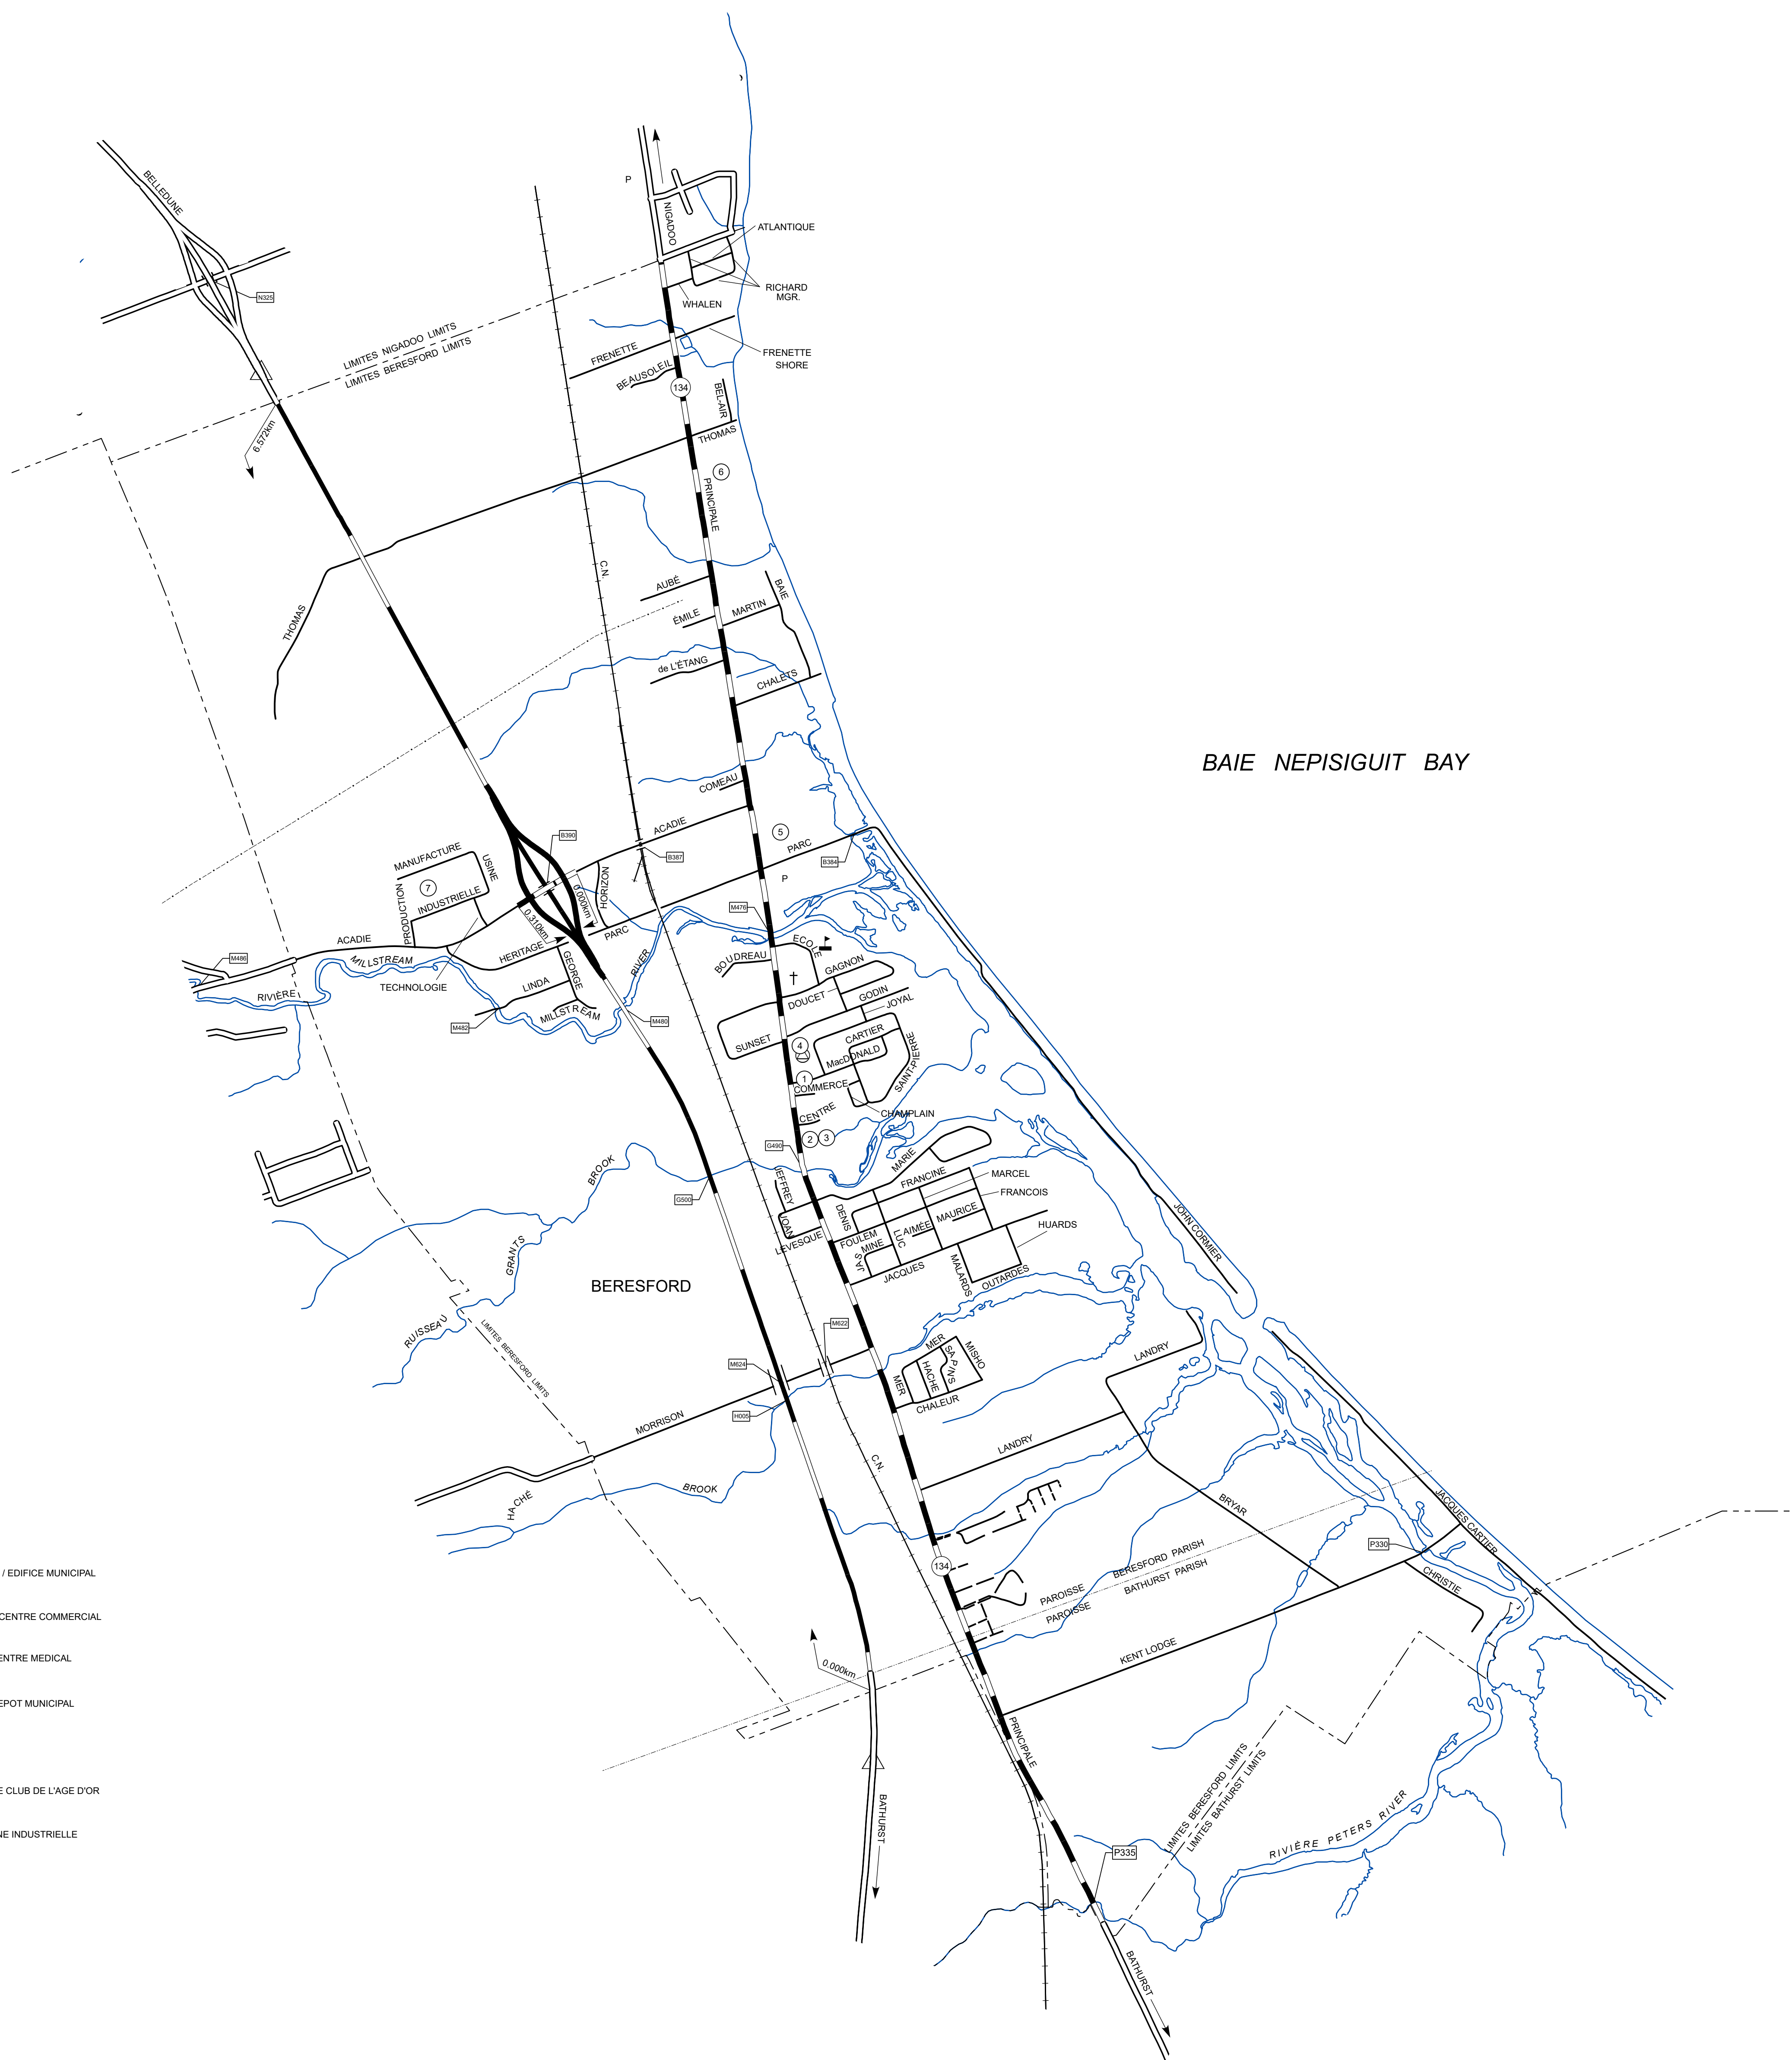 BELLEDUNE
N325
P
NIGADOO
ATLANTIQUE
RICHARD
MGR.
WHALEN
LIMITES NIGADOO LIMITS
LIMITES BERESFORD LIMITS
FRENETTE
FRENETTE
SHORE
BEAUSOLEIL
134
BEL-AIR
6.572km
THOMAS
6
PRINCIPALE
C.N.
THOMAS
AUBÉ
BAIE
ÉMILE
MARTIN
de L'ÉTANG
CHALETS
BAIE NEPISIGUIT BAY
COMEAU
ACADIE
5
PARC
B390
B387
B384
P
MANUFACTURE
USINE
7
PRODUCTION
INDUSTRIELLE
HORIZON
0.000km
0.310km
M476
PARC
ACADIE
HERITAGE
GEORGE
RIVER
ECOLE
BOUDREAU
GAGNON
M486
MILLSTREAM
RIVIÈRE
TECHNOLOGIE
LINDA
MILLSTREAM
M482
M480
DOUCET
GODIN
JOYAL
SUNSET
4
CARTIER
MacDONALD
SAINT-PIERRE
1
COMMERCE
CENTRE
CHAMPLAIN
2
3
G490
MARIE
BROOK
G500
JEFFREY
JOAN
LEVESQUE
DENIS
FRANCINE
MARCEL
FRANCOIS
FOULEM
LUC
AIMÉE
MAURICE
HUARDS
JASMINE
JACQUES
MALARDS
OUTARDES
JOHN CORMIER
GRANTS
BERESFORD
RUISSEAU
LIMITES BERESFORD LIMITS
M622
M624
MER
SAPINS
MISHO
HACHE
MER
CHALEUR
LANDRY
H005
MORRISON
LANDRY
C.N.
HACHÉ
BROOK
BRYAR
JACQUES CARTIER
134
P330
CHRISTIE
PAROISSE BERESFORD PARISH
PAROISSE BATHURST PARISH
KENT LODGE
/ EDIFICE MUNICIPAL
CENTRE COMMERCIAL
ENTRE MEDICAL
EPOT MUNICIPAL
E CLUB DE L'AGE D'OR
NE INDUSTRIELLE
0.000km
PRINCIPALE
BATHURST
LIMITES BERESFORD LIMITS
LIMITES BATHURST LIMITS
RIVIÈRE PETERS RIVER
P335
BATHURST